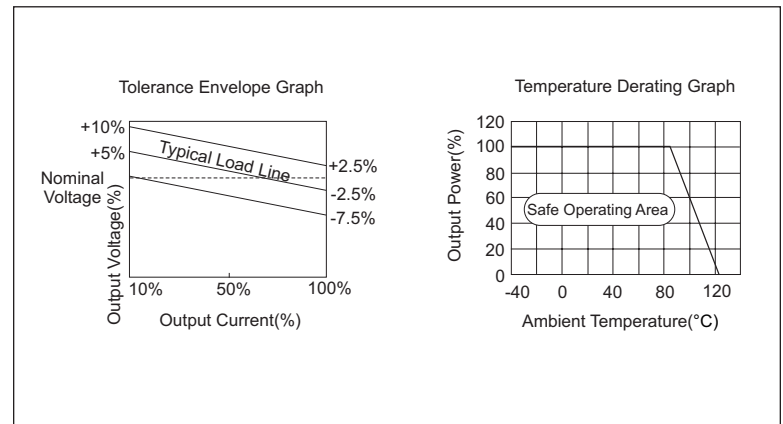 Tolerance Envelope Graph
+10%
+5%
Nominal
Voltage
Typical Load Line
+2.5%
-2.5%
-7.5%
Output Voltage(%)
10%
50%
100%
Output Current(%)
Temperature Derating Graph
Output Power(%)
120
100
80
60
40
20
0
Safe Operating Area
-40
0
40
80
120
Ambient Temperature(°C)